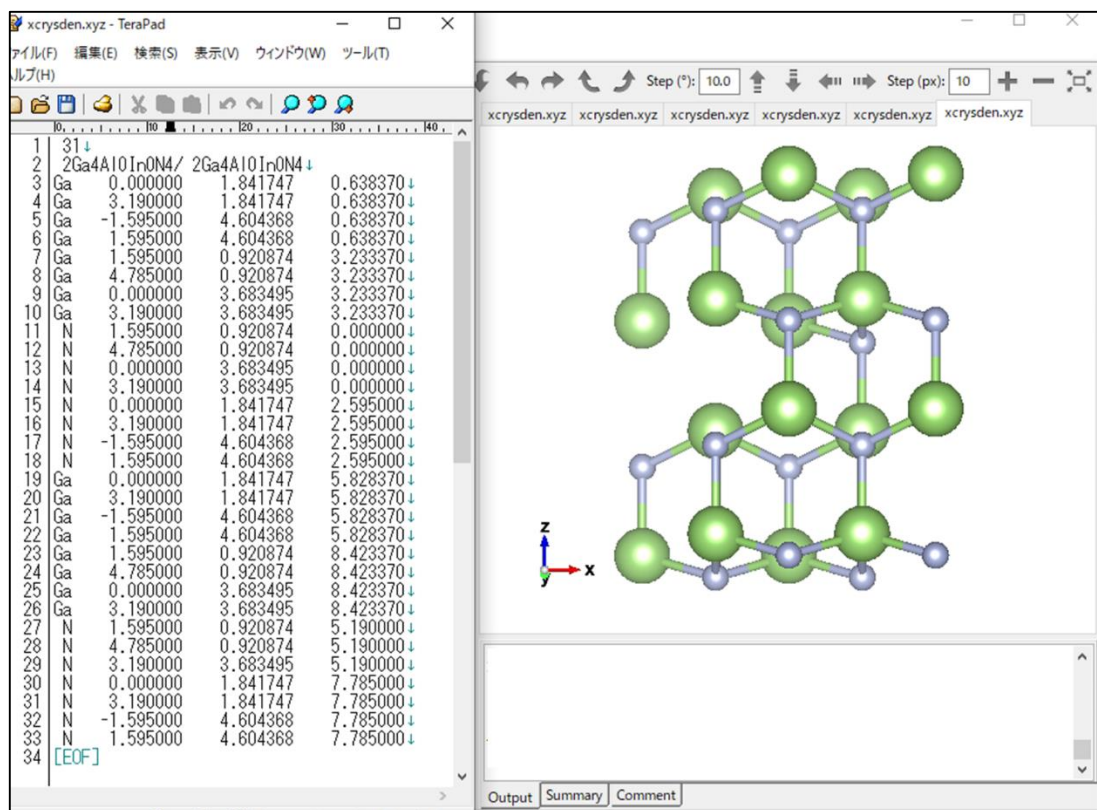 xcrysden.xyz - TeraPad
ァイル(F) 編集(E) 検索(S) 表示(V) ウィンドウ(W) ツール(T)
ヘルプ(H)
0 10 20 30 40
1 31↓
2 2Ga4Al0In0N4/ 2Ga4Al0In0N4↓
3 Ga 0.000000 1.841747 0.638370↓
4 Ga 3.190000 1.841747 0.638370↓
5 Ga -1.595000 4.604368 0.638370↓
6 Ga 1.595000 4.604368 0.638370↓
7 Ga 1.595000 0.920874 3.233370↓
8 Ga 4.785000 0.920874 3.233370↓
9 Ga 0.000000 3.683495 3.233370↓
10 Ga 3.190000 3.683495 3.233370↓
11 N 1.595000 0.920874 0.000000↓
12 N 4.785000 0.920874 0.000000↓
13 N 0.000000 3.683495 0.000000↓
14 N 3.190000 3.683495 0.000000↓
15 N 0.000000 1.841747 2.595000↓
16 N 3.190000 1.841747 2.595000↓
17 N -1.595000 4.604368 2.595000↓
18 N 1.595000 4.604368 2.595000↓
19 Ga 0.000000 1.841747 5.828370↓
20 Ga 3.190000 1.841747 5.828370↓
21 Ga -1.595000 4.604368 5.828370↓
22 Ga 1.595000 4.604368 5.828370↓
23 Ga 1.595000 0.920874 8.423370↓
24 Ga 4.785000 0.920874 8.423370↓
25 Ga 0.000000 3.683495 8.423370↓
26 Ga 3.190000 3.683495 8.423370↓
27 N 1.595000 0.920874 5.190000↓
28 N 4.785000 0.920874 5.190000↓
29 N 3.190000 3.683495 5.190000↓
30 N 0.000000 1.841747 7.785000↓
31 N 3.190000 1.841747 7.785000↓
32 N -1.595000 4.604368 7.785000↓
33 N 1.595000 4.604368 7.785000↓
34 [EOF]
Step (°): 10.0 Step (px): 10
xcrysden.xyz xcrysden.xyz xcrysden.xyz xcrysden.xyz xcrysden.xyz xcrysden.xyz
z
x
y
Output Summary Comment